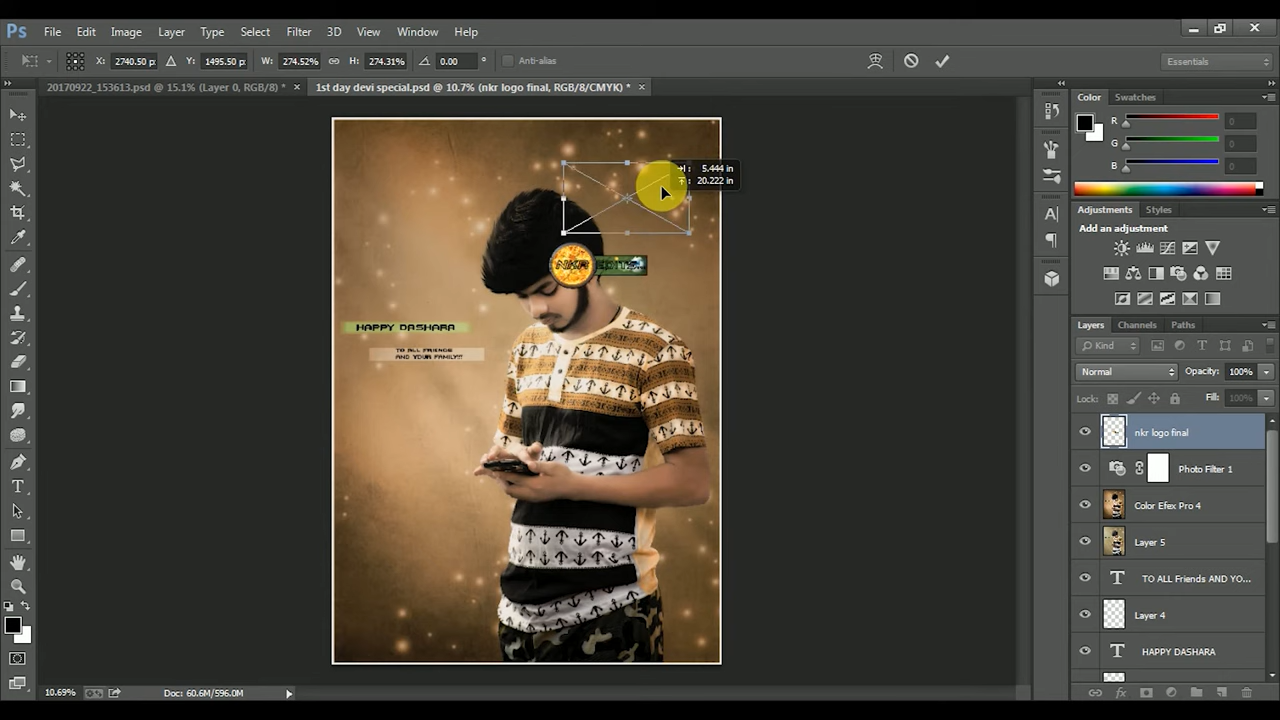 Ps File Edit Image Layer Type Select Filter 3D View Window Help
X: 2740.50 p: Y: 1495.50 p: W: 274.52% H: 274.31% 0.00 ° Anti-alias Essentials
20170922_153613.psd @ 15.1% (Layer 0, RGB/8) * × 1st day devi special.psd @ 10.7% (nkr logo final, RGB/8/CMYK) * ×
Color Swatches
R 0
G 0
B 0
5.444 in
20.222 in
NKR EDITS...
HAPPY DASHARA
TO ALL FRIENDS
AND YOUR FAMILY!!!
Adjustments Styles
Add an adjustment
Layers Channels Paths
Kind
Normal Opacity: 100%
Lock: Fill: 100%
nkr logo final
Photo Filter 1
Color Efex Pro 4
Layer 5
T TO ALL Friends AND YO...
Layer 4
T HAPPY DASHARA
10.69% Doc: 60.6M/596.0M